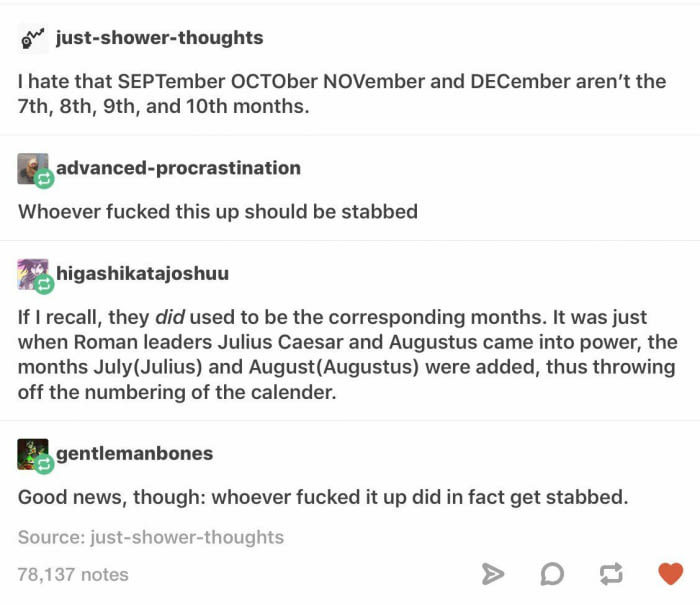 just-shower-thoughts
I hate that SEPTember OCTOber NOVember and DECember aren’t the
7th, 8th, 9th, and 10th months.
advanced-procrastination
Whoever fucked this up should be stabbed
higashikatajoshuu
If I recall, they did used to be the corresponding months. It was just
when Roman leaders Julius Caesar and Augustus came into power, the
months July(Julius) and August(Augustus) were added, thus throwing
off the numbering of the calender.
gentlemanbones
Good news, though: whoever fucked it up did in fact get stabbed.
Source: just-shower-thoughts
78,137 notes